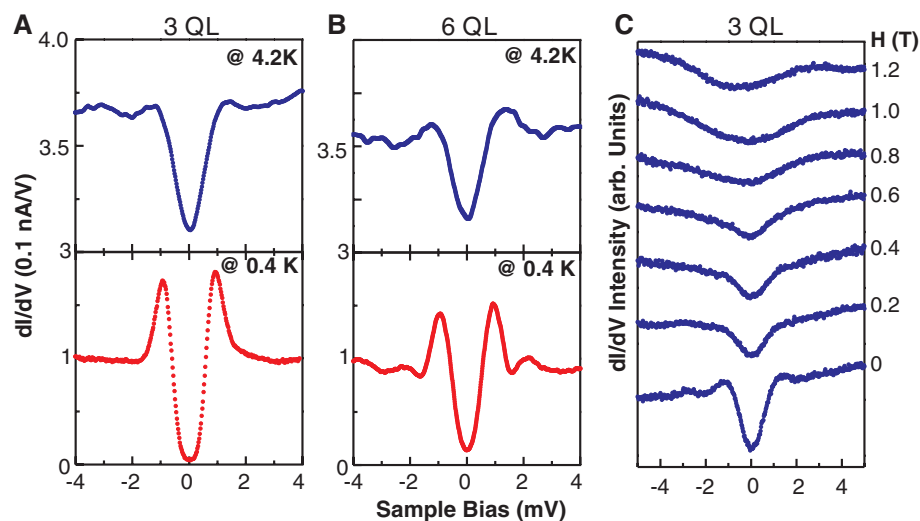 A
3 QL
B
6 QL
C
3 QL
H (T)
dI/dV (0.1 nA/V)
4.0
3.5
3
1
0
@ 4.2K
@ 0.4 K
-4
-2
0
2
4
3.5
3
1
0
@ 4.2K
@ 0.4 K
-4
-2
0
2
4
Sample Bias (mV)
dI/dV Intensity (arb. Units)
1.2
1.0
0.8
0.6
0.4
0.2
0
-4
-2
0
2
4